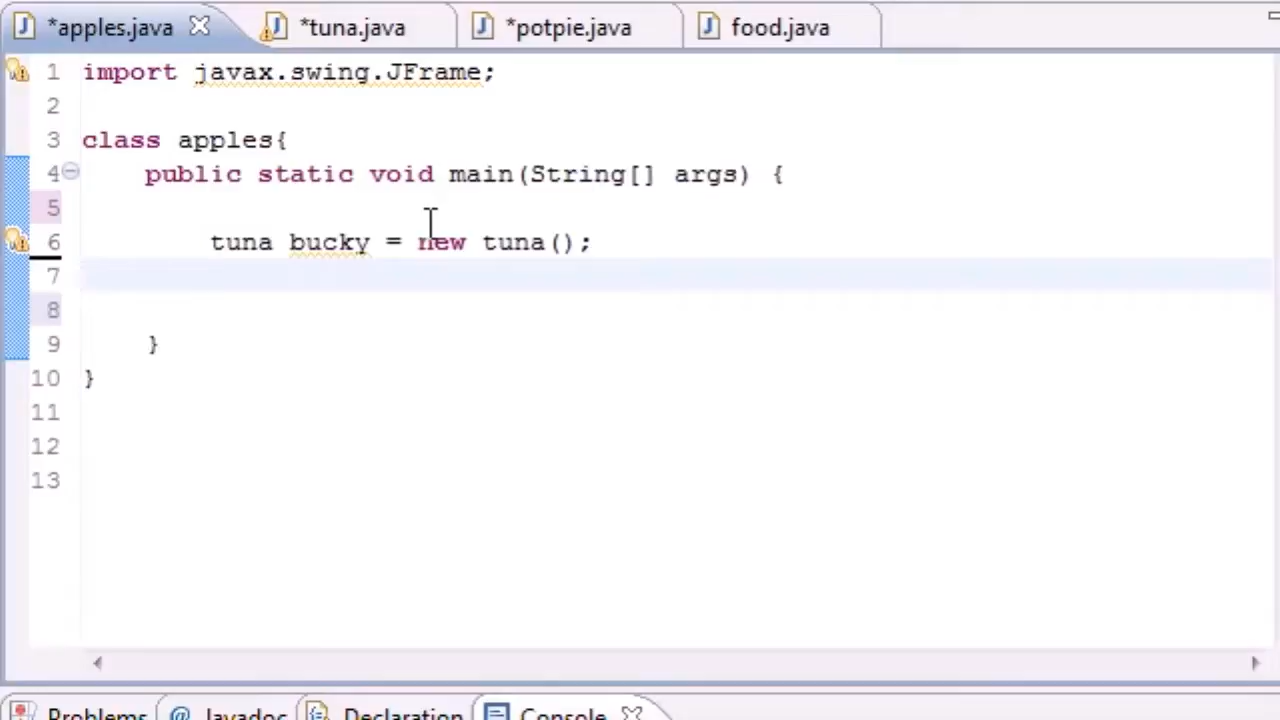 *apples.java *tuna.java *potpie.java food.java
1 import javax.swing.JFrame;
2
3 class apples{
4 public static void main(String[] args) {
5
6 tuna bucky = new tuna();
7
8
9 }
10 }
11
12
13
Problems @ Javadoc Declaration Console